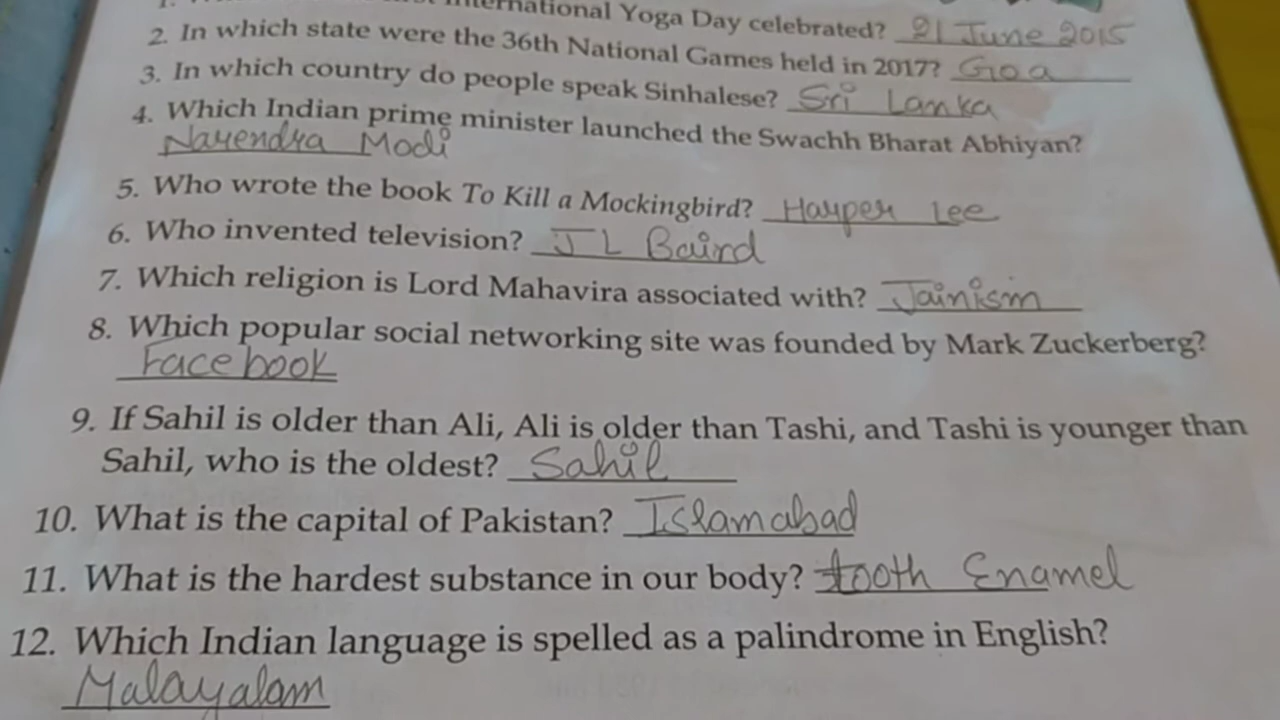 International Yoga Day celebrated? 21 June 2015
2. In which state were the 36th National Games held in 2017? Goa
3. In which country do people speak Sinhalese? Sri Lanka
4. Which Indian prime minister launched the Swachh Bharat Abhiyan?
Narendra Modi
5. Who wrote the book To Kill a Mockingbird? Harper Lee
6. Who invented television? J L Baird
7. Which religion is Lord Mahavira associated with? Jainism
8. Which popular social networking site was founded by Mark Zuckerberg?
Facebook
9. If Sahil is older than Ali, Ali is older than Tashi, and Tashi is younger than
Sahil, who is the oldest? Sahil
10. What is the capital of Pakistan? Islamabad
11. What is the hardest substance in our body? tooth Enamel
12. Which Indian language is spelled as a palindrome in English?
Malayalam